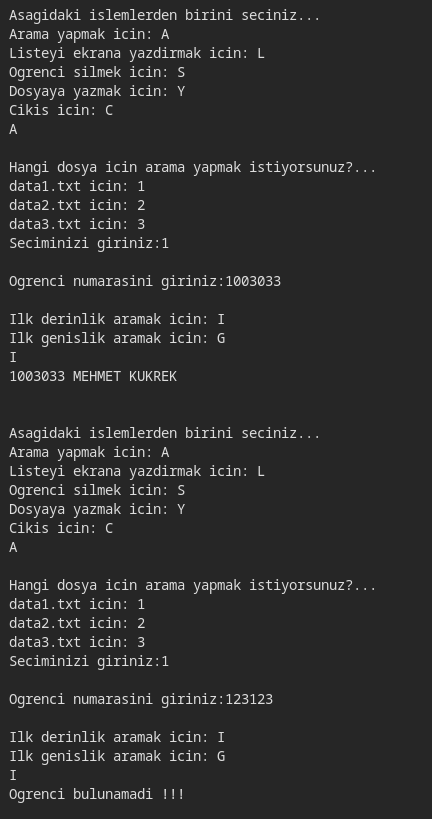 Asagidaki islemlerden birini seciniz...
Arama yapmak icin: A
Listeyi ekrana yazdirmak icin: L
Ogrenci silmek icin: S
Dosyaya yazmak icin: Y
Cikis icin: C
A
Hangi dosya icin arama yapmak istiyorsunuz?...
data1.txt icin: 1
data2.txt icin: 2
data3.txt icin: 3
Seciminizi giriniz:1
Ogrenci numarasini giriniz:1003033
Ilk derinlik aramak icin: I
Ilk genislik aramak icin: G
I
1003033 MEHMET KUKREK
Asagidaki islemlerden birini seciniz...
Arama yapmak icin: A
Listeyi ekrana yazdirmak icin: L
Ogrenci silmek icin: S
Dosyaya yazmak icin: Y
Cikis icin: C
A
Hangi dosya icin arama yapmak istiyorsunuz?...
data1.txt icin: 1
data2.txt icin: 2
data3.txt icin: 3
Seciminizi giriniz:1
Ogrenci numarasini giriniz:123123
Ilk derinlik aramak icin: I
Ilk genislik aramak icin: G
I
Ogrenci bulunamadi !!!